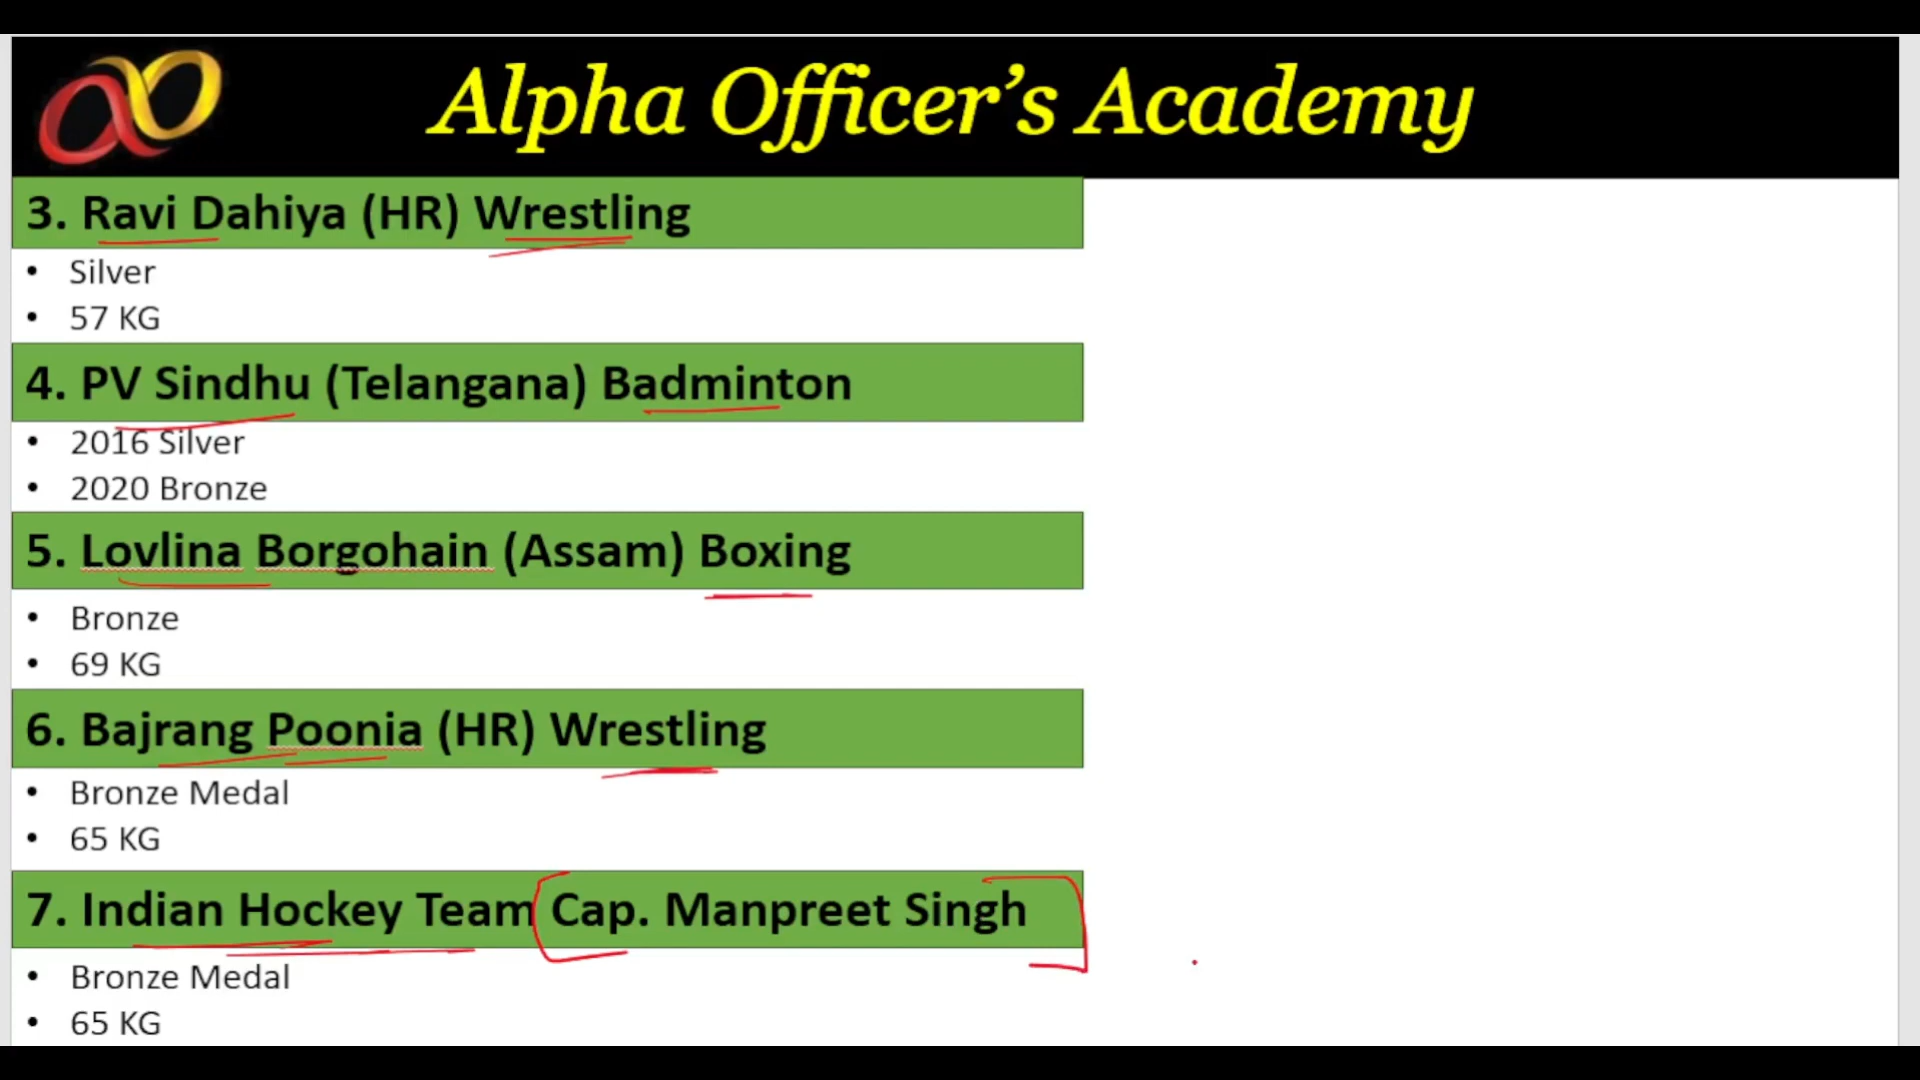 Alpha Officer’s Academy
3. Ravi Dahiya (HR) Wrestling
• Silver
• 57 KG
4. PV Sindhu (Telangana) Badminton
• 2016 Silver
• 2020 Bronze
5. Lovlina Borgohain (Assam) Boxing
• Bronze
• 69 KG
6. Bajrang Poonia (HR) Wrestling
• Bronze Medal
• 65 KG
7. Indian Hockey Team Cap. Manpreet Singh
• Bronze Medal
• 65 KG